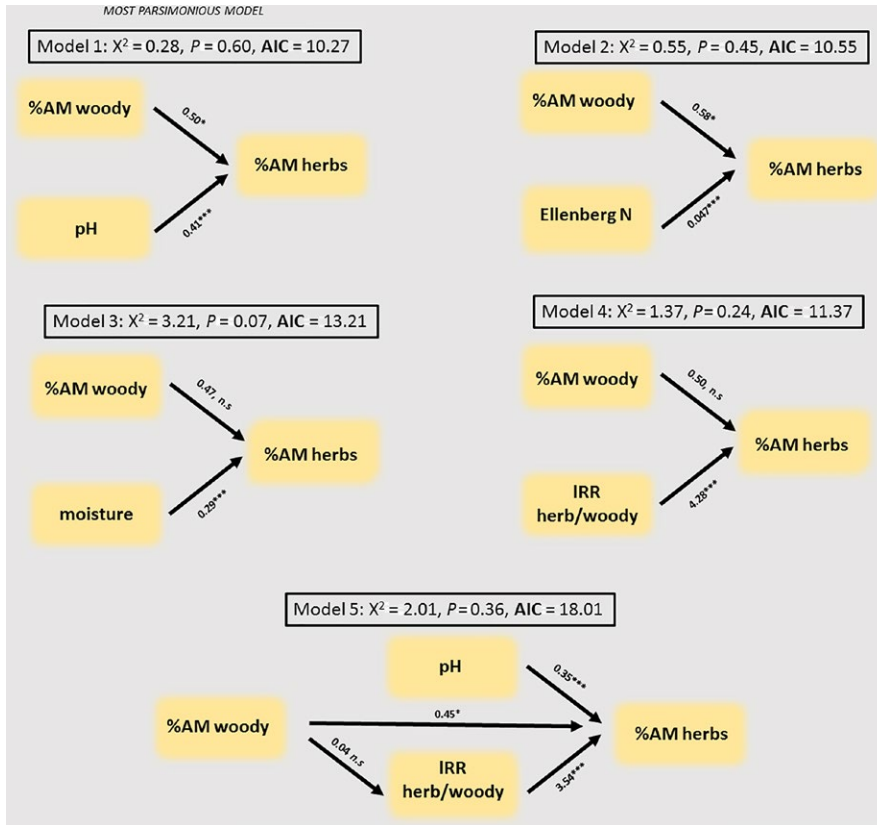 MOST PARSIMONIOUS MODEL
Model 1: X² = 0.28, P = 0.60, AIC = 10.27
%AM woody
0.50*
%AM herbs
pH
0.41***
Model 2: X² = 0.55, P = 0.45, AIC = 10.55
%AM woody
0.58*
%AM herbs
Ellenberg N
0.047***
Model 3: X² = 3.21, P = 0.07, AIC = 13.21
%AM woody
0.47, n.s
%AM herbs
moisture
0.29***
Model 4: X² = 1.37, P = 0.24, AIC = 11.37
%AM woody
0.50, n.s
%AM herbs
IRR
herb/woody
4.28***
Model 5: X² = 2.01, P = 0.36, AIC = 18.01
pH
0.35***
%AM woody
0.45*
%AM herbs
0.04 n.s
IRR
herb/woody
3.54***